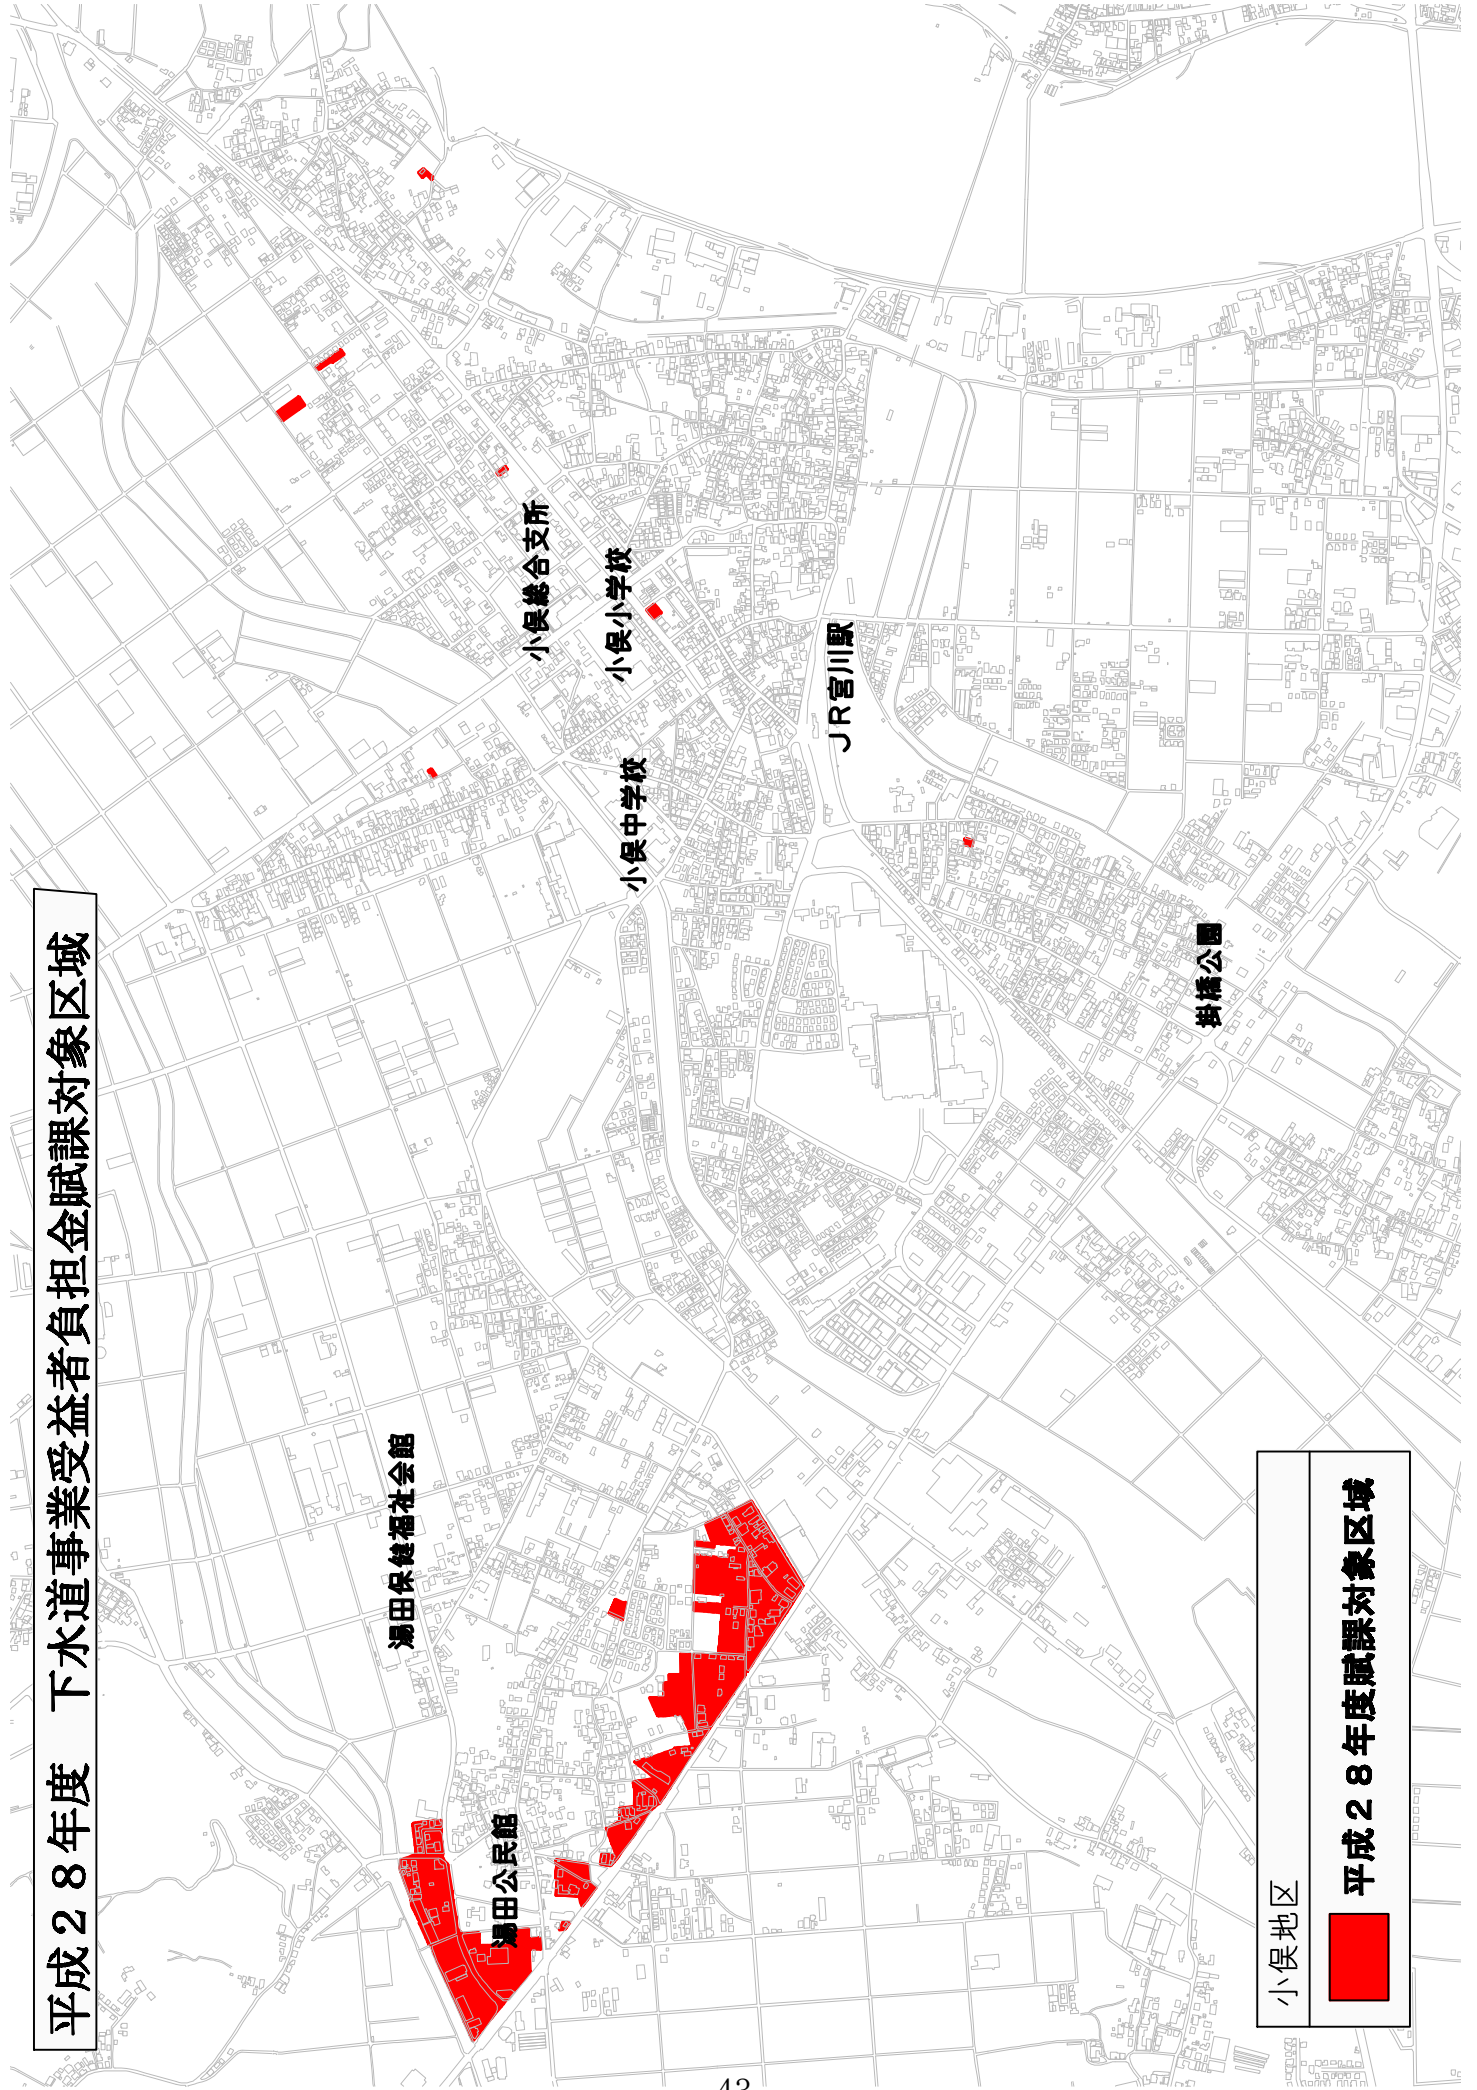 平成２８年度　下水道事業受益者負担金賦課対象区域
小俣総合支所
小俣小学校
小俣中学校
ＪＲ宮川駅
掛橋公園
湯田保健福祉会館
湯田公民館
小俣地区
平成２８年度賦課対象区域
43